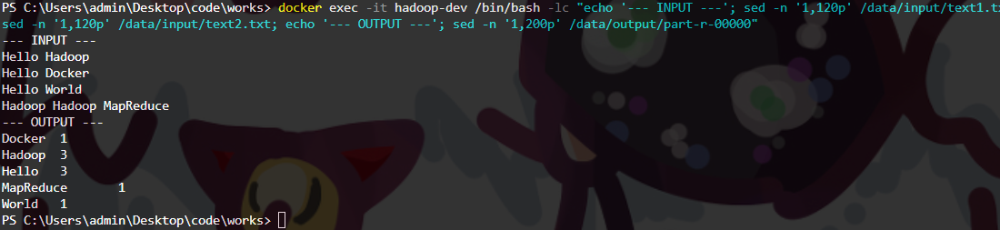 PS C:\Users\admin\Desktop\code\works> docker exec -it hadoop-dev /bin/bash -lc "echo '--- INPUT ---'; sed -n '1,120p' /data/input/text1.tx
sed -n '1,120p' /data/input/text2.txt; echo '--- OUTPUT ---'; sed -n '1,200p' /data/output/part-r-00000"
--- INPUT ---
Hello Hadoop
Hello Docker
Hello World
Hadoop Hadoop MapReduce
--- OUTPUT ---
Docker  1
Hadoop  3
Hello   3
MapReduce       1
World   1
PS C:\Users\admin\Desktop\code\works>